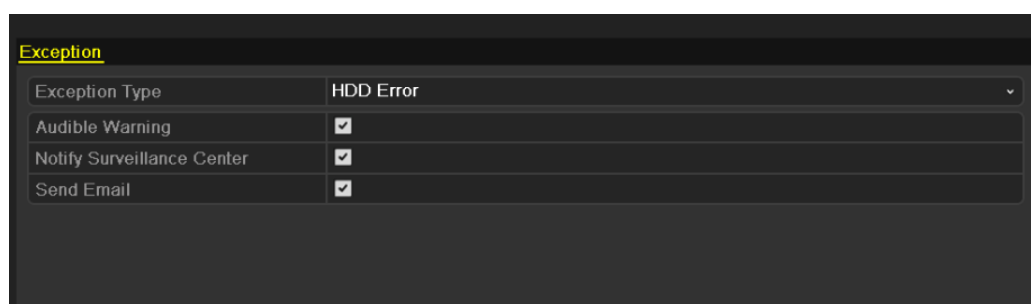 Exception
Exception Type HDD Error
Audible Warning
Notify Surveillance Center
Send Email